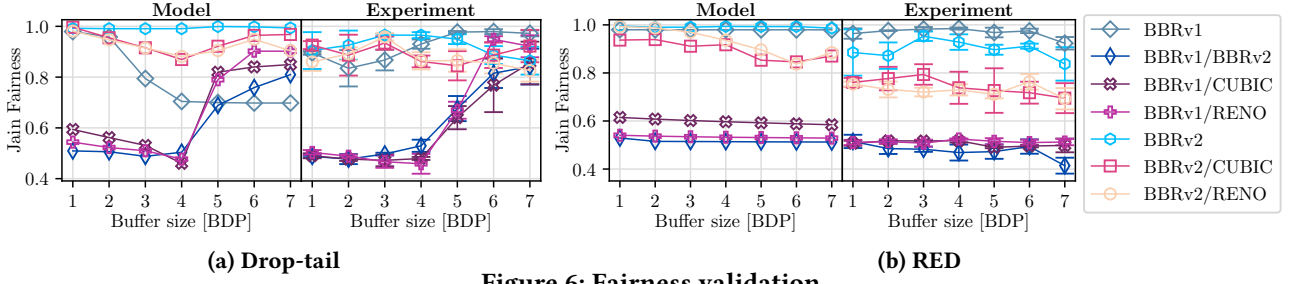 Model
Experiment
Jain Fairness
1.0
0.8
0.6
0.4
1 2 3 4 5 6 7
1 2 3 4 5 6 7
Buffer size [BDP]
Buffer size [BDP]
(a) Drop-tail
Model
Experiment
Jain Fairness
1.0
0.8
0.6
0.4
1 2 3 4 5 6 7
1 2 3 4 5 6 7
Buffer size [BDP]
Buffer size [BDP]
(b) RED
BBRv1
BBRv1/BBRv2
BBRv1/CUBIC
BBRv1/RENO
BBRv2
BBRv2/CUBIC
BBRv2/RENO
Figure 6: Fairness validation